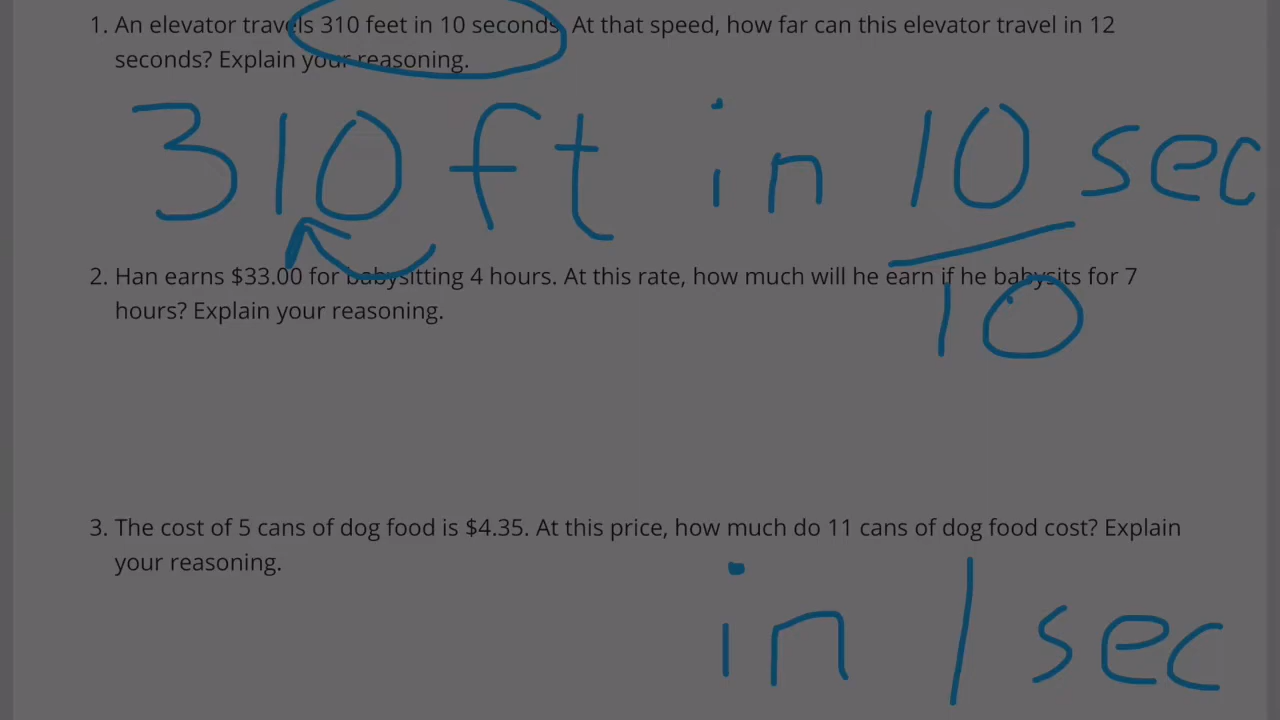 1. An elevator travels 310 feet in 10 seconds. At that speed, how far can this elevator travel in 12
seconds? Explain your reasoning.
310 ft in 10 sec
10
2. Han earns $33.00 for babysitting 4 hours. At this rate, how much will he earn if he babysits for 7
hours? Explain your reasoning.
3. The cost of 5 cans of dog food is $4.35. At this price, how much do 11 cans of dog food cost? Explain
your reasoning.
in 1 sec